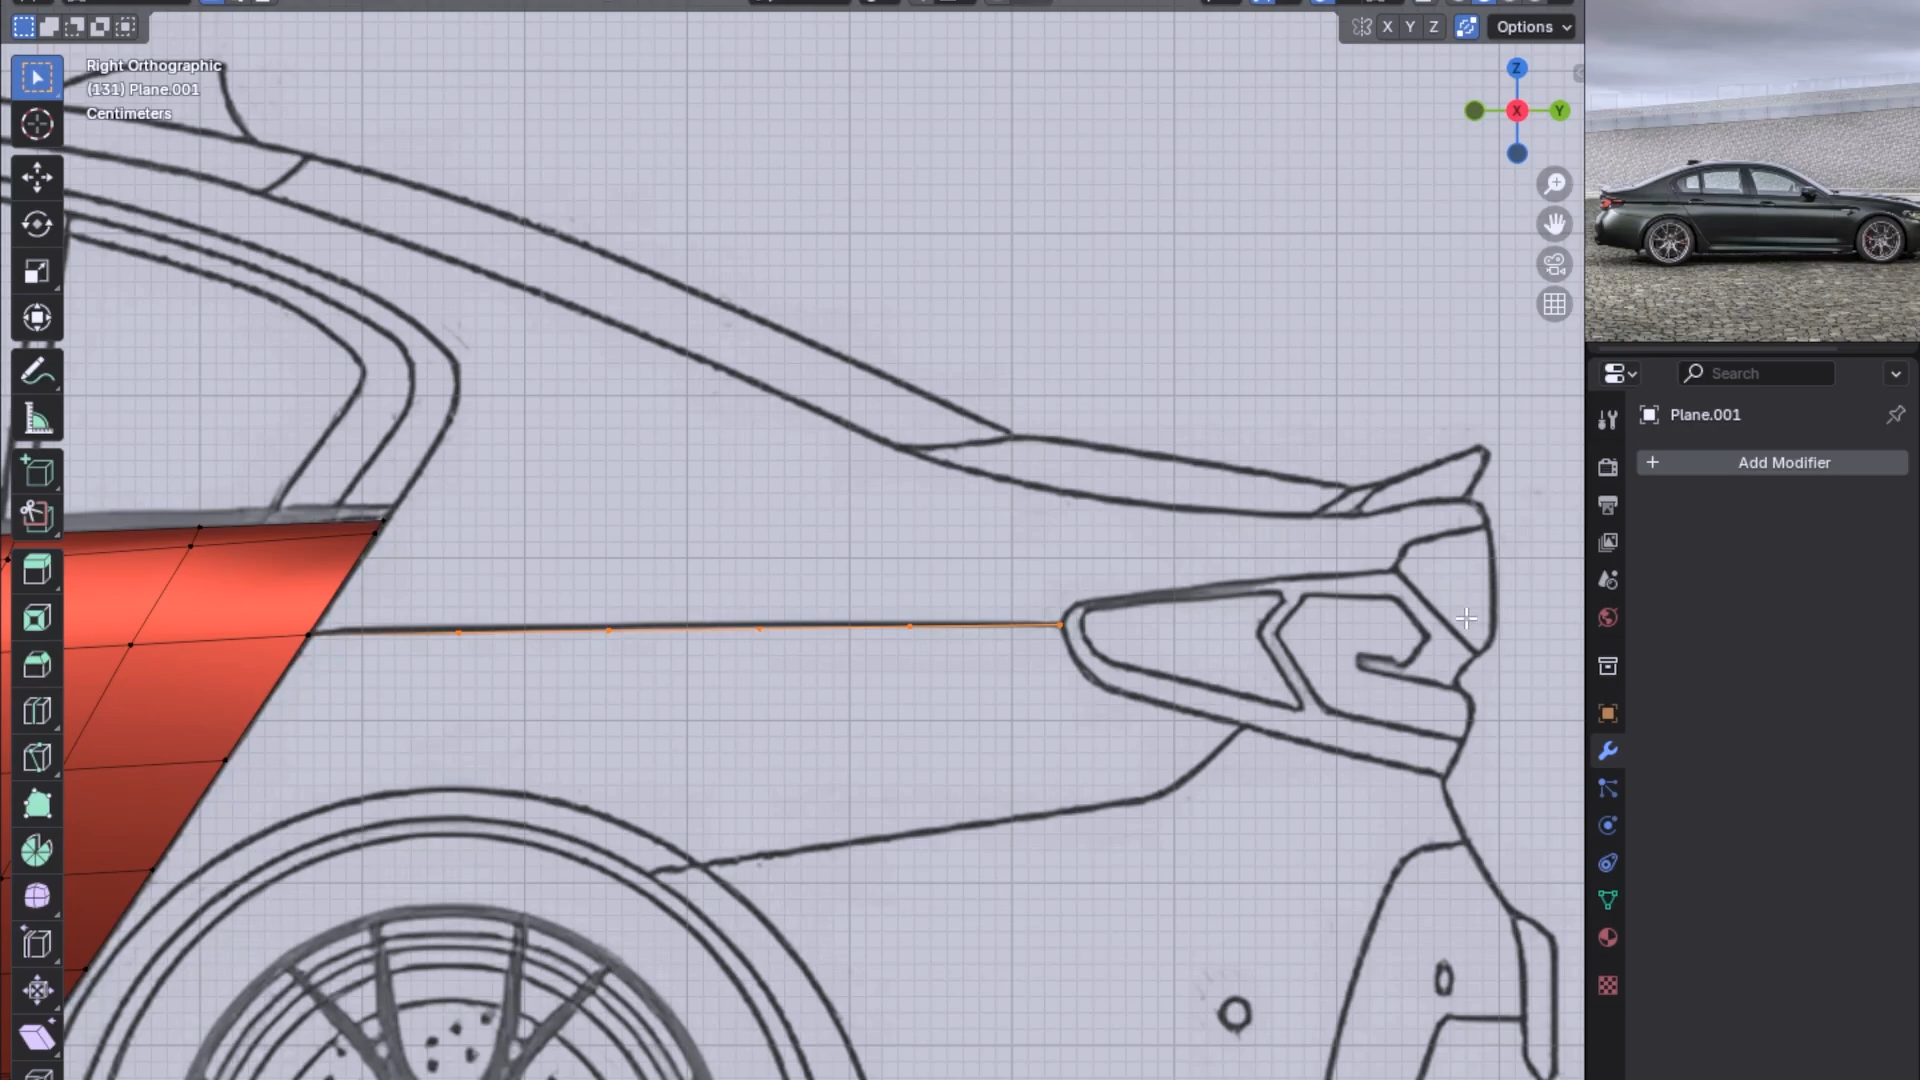 X Y Z
Options
Right Orthographic
(131) Plane.001
Centimeters
Z
X
Y
Search
Plane.001
Add Modifier